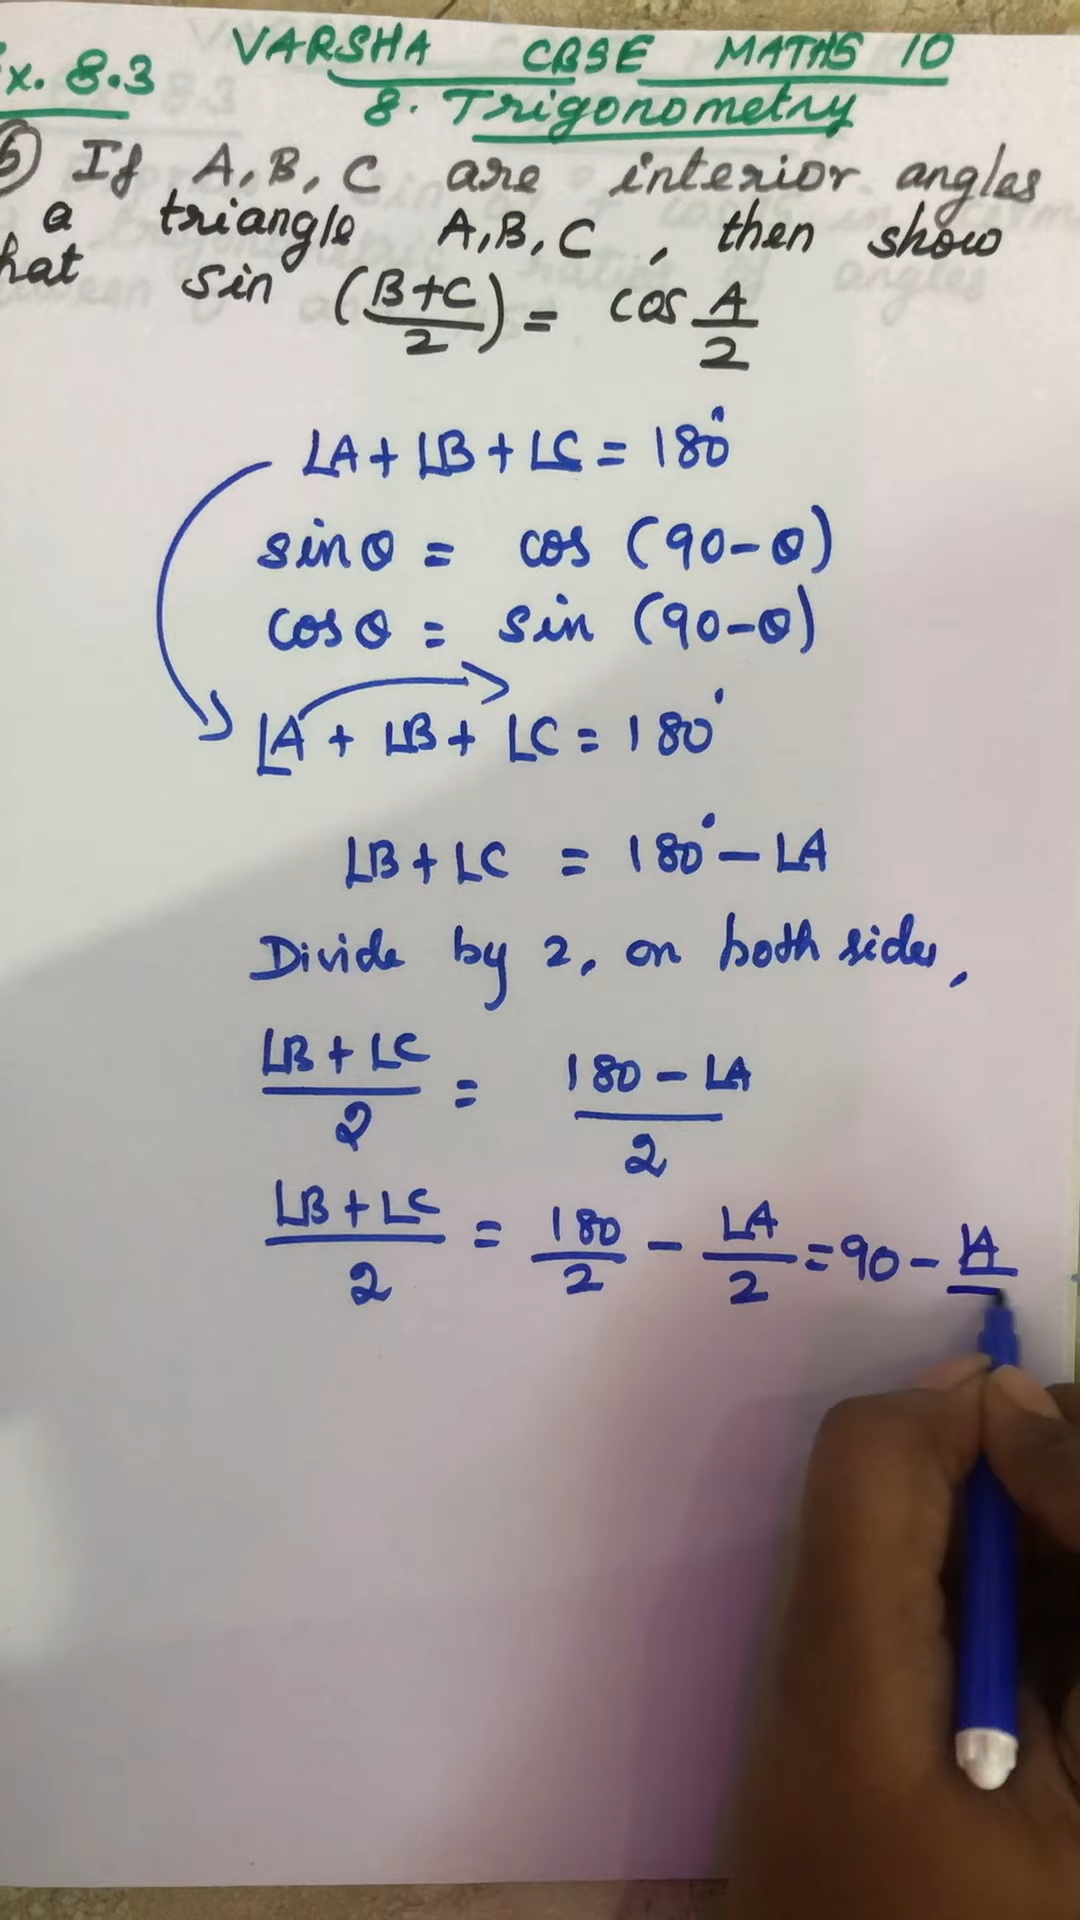 x. 8.3 VARSHA CBSE MATHS 10
8. Trigonometry
6) If A, B, C are interior angles
a triangle A, B, C, then show
hat sin (B+C/2) = cos A/2
∠A + ∠B + ∠C = 180°
sin θ = cos (90-θ)
cos θ = sin (90-θ)
∠A + ∠B + ∠C = 180°
∠B + ∠C = 180° - ∠A
Divide by 2, on both sides,
∠B + ∠C / 2 = 180 - ∠A / 2
∠B + ∠C / 2 = 180/2 - ∠A/2 = 90 - ∠A